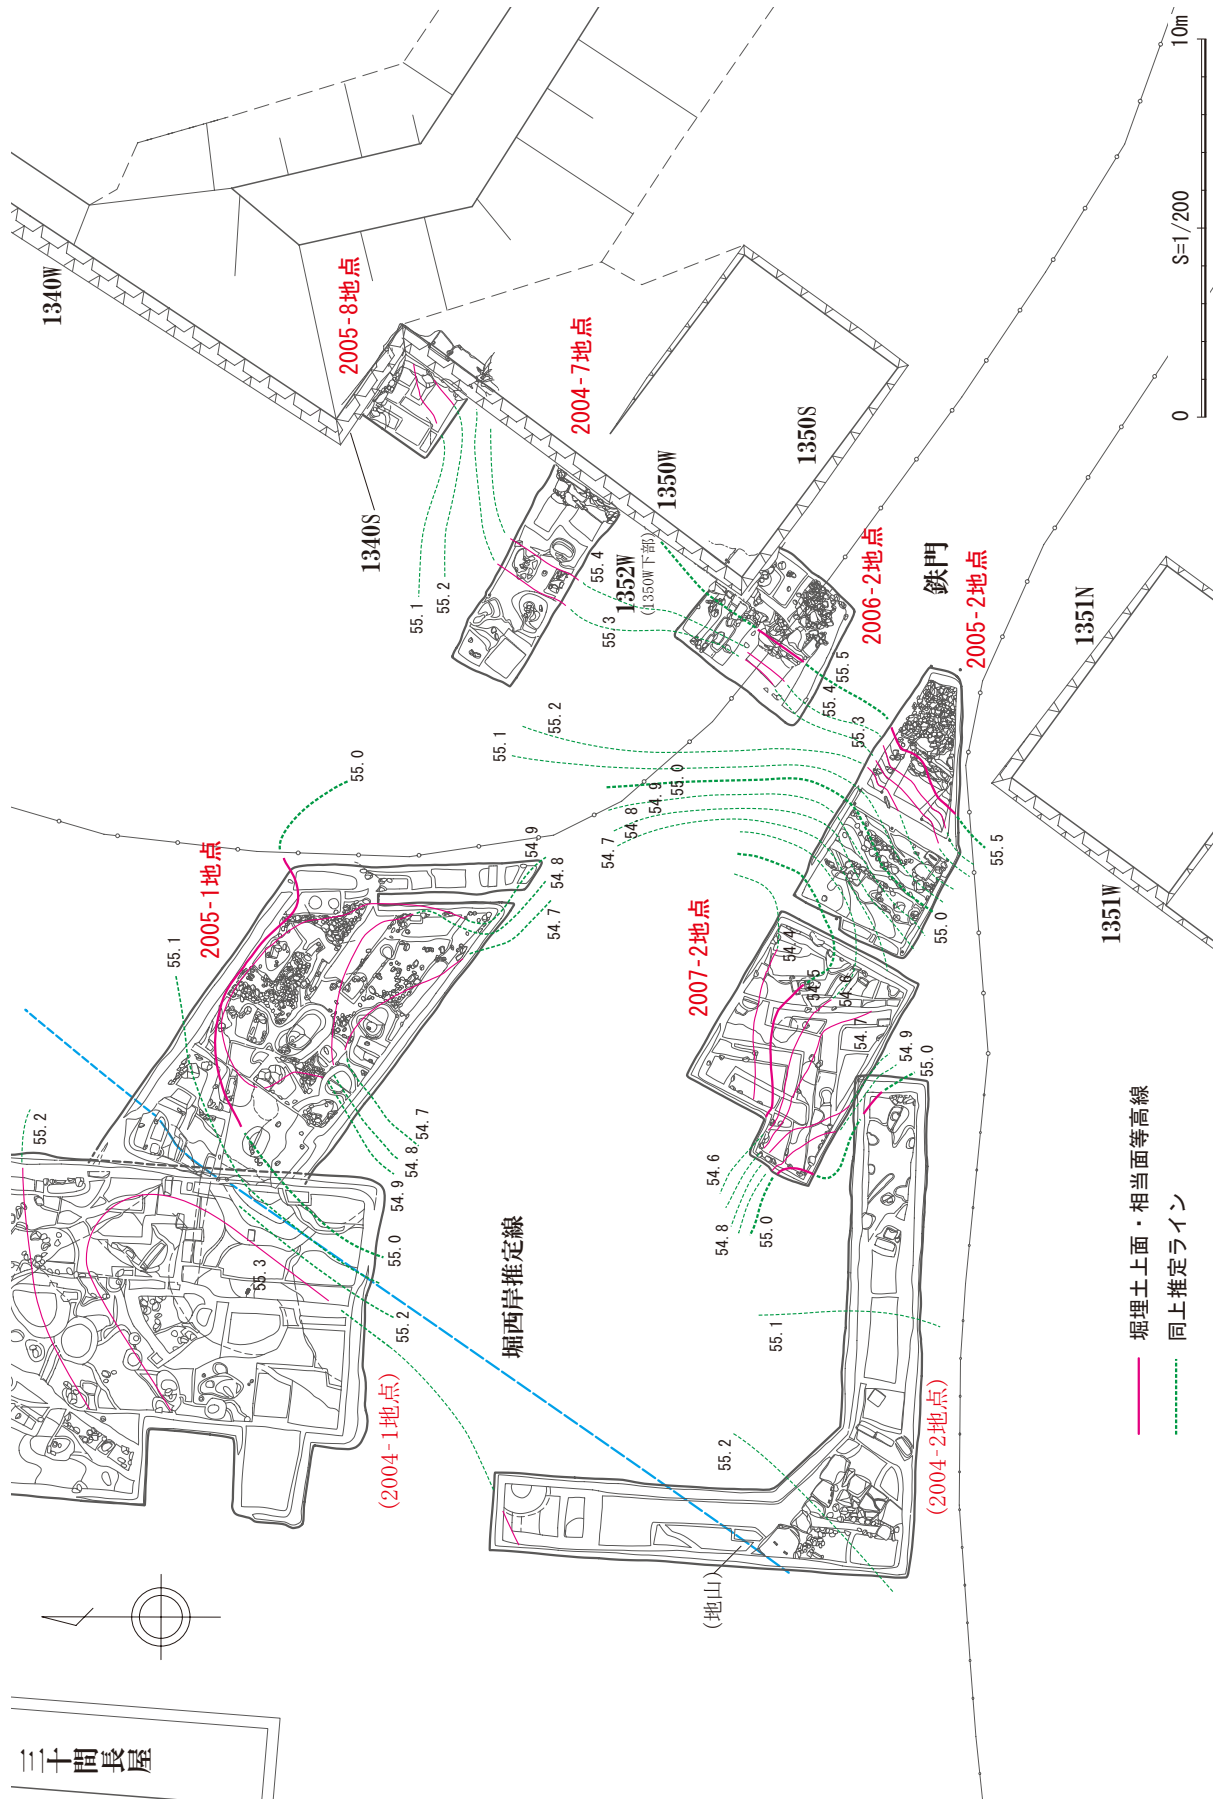 1340W
2005-8地点
1340S
2004-7地点
1350W
1350S
1352W
(1350W下部)
2006-2地点
鉄門
2005-2地点
1351N
1351W
2005-1地点
2007-2地点
(2004-1地点)
(2004-2地点)
堀西岸推定線
(地山)
三十間長屋
55.1
55.2
55.4
55.3
55.5
55.4
55.3
55.2
55.1
55.0
54.9
54.8
54.7
55.5
55.0
55.0
54.9
54.8
54.7
55.1
55.2
54.7
54.8
54.9
55.0
55.3
55.2
54.4
54.5
54.6
54.7
54.9
55.0
54.6
54.8
55.0
55.1
55.2
0
S=1/200
10m
堀埋土上面・相当面等高線
同上推定ライン